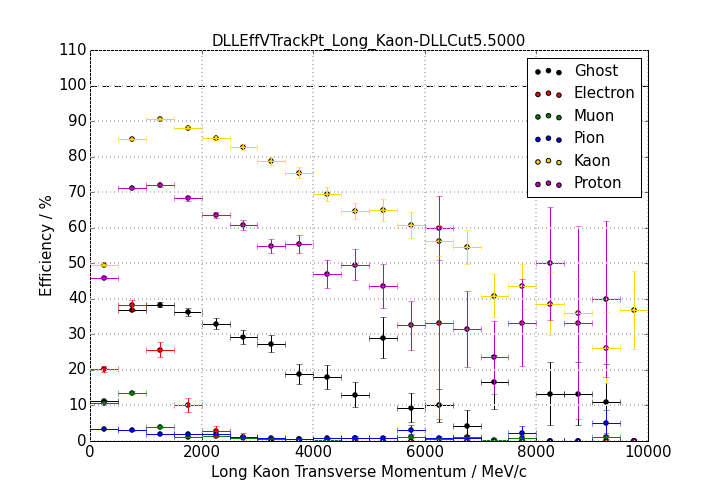 DLLEffVTrackPt_Long_Kaon-DLLCut5.5000
110
100
90
80
70
60
50
40
30
20
10
0
Efficiency / %
Ghost
Electron
Muon
Pion
Kaon
Proton
0 2000 4000 6000 8000 10000
Long Kaon Transverse Momentum / MeV/c